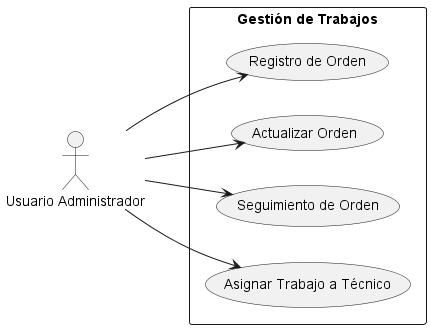 Gestión de Trabajos
Registro de Orden
Actualizar Orden
Usuario Administrador
Seguimiento de Orden
Asignar Trabajo a Técnico